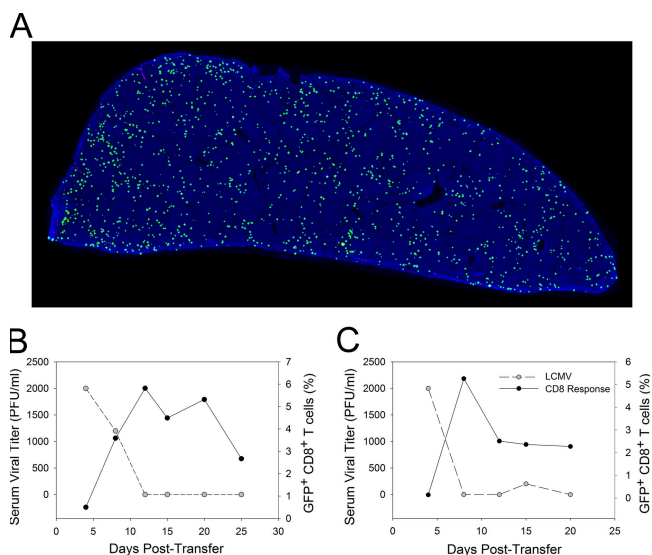 A
B
C
2500
2000
1500
1000
500
0
Serum Viral Titer (PFU/ml)
7
6
5
4
3
2
1
0
GFP⁺ CD8⁺ T cells (%)
0 5 10 15 20 25 30
Days Post-Transfer
2500
2000
1500
1000
500
0
Serum Viral Titer (PFU/ml)
LCMV
CD8 Response
6
5
4
3
2
1
0
GFP⁺ CD8⁺ T cells (%)
0 5 10 15 20 25
Days Post-Transfer